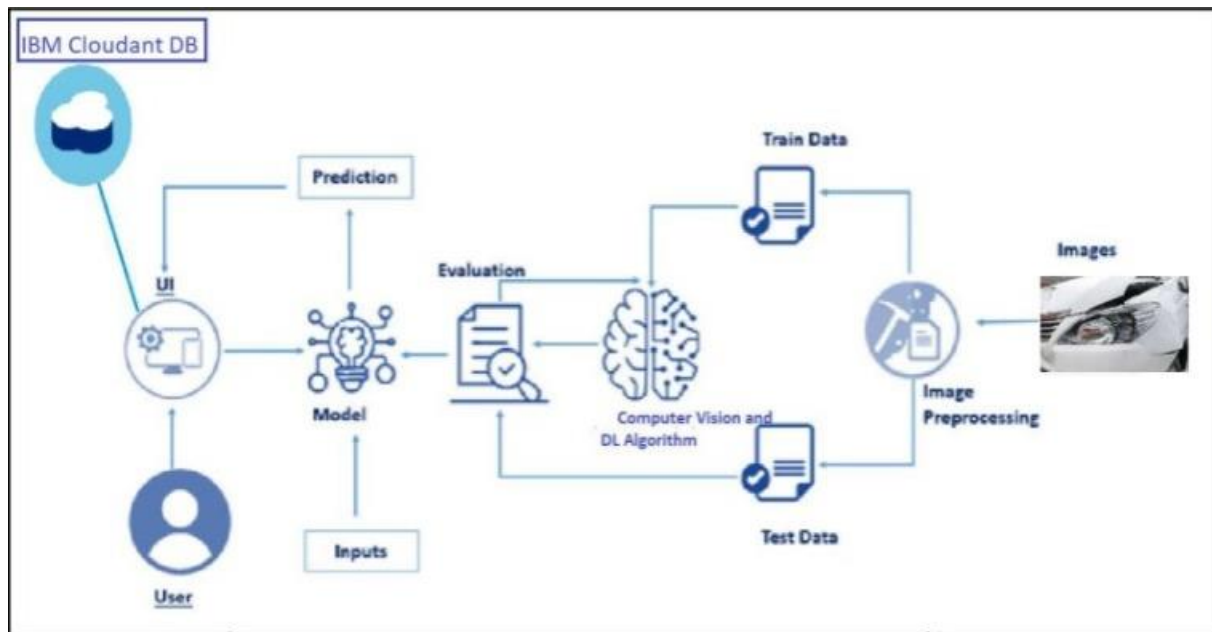 IBM Cloudant DB
Train Data
Prediction
Images
Evaluation
UI
Image
Preprocessing
Model
Computer Vision and
DL Algorithm
Test Data
Inputs
User